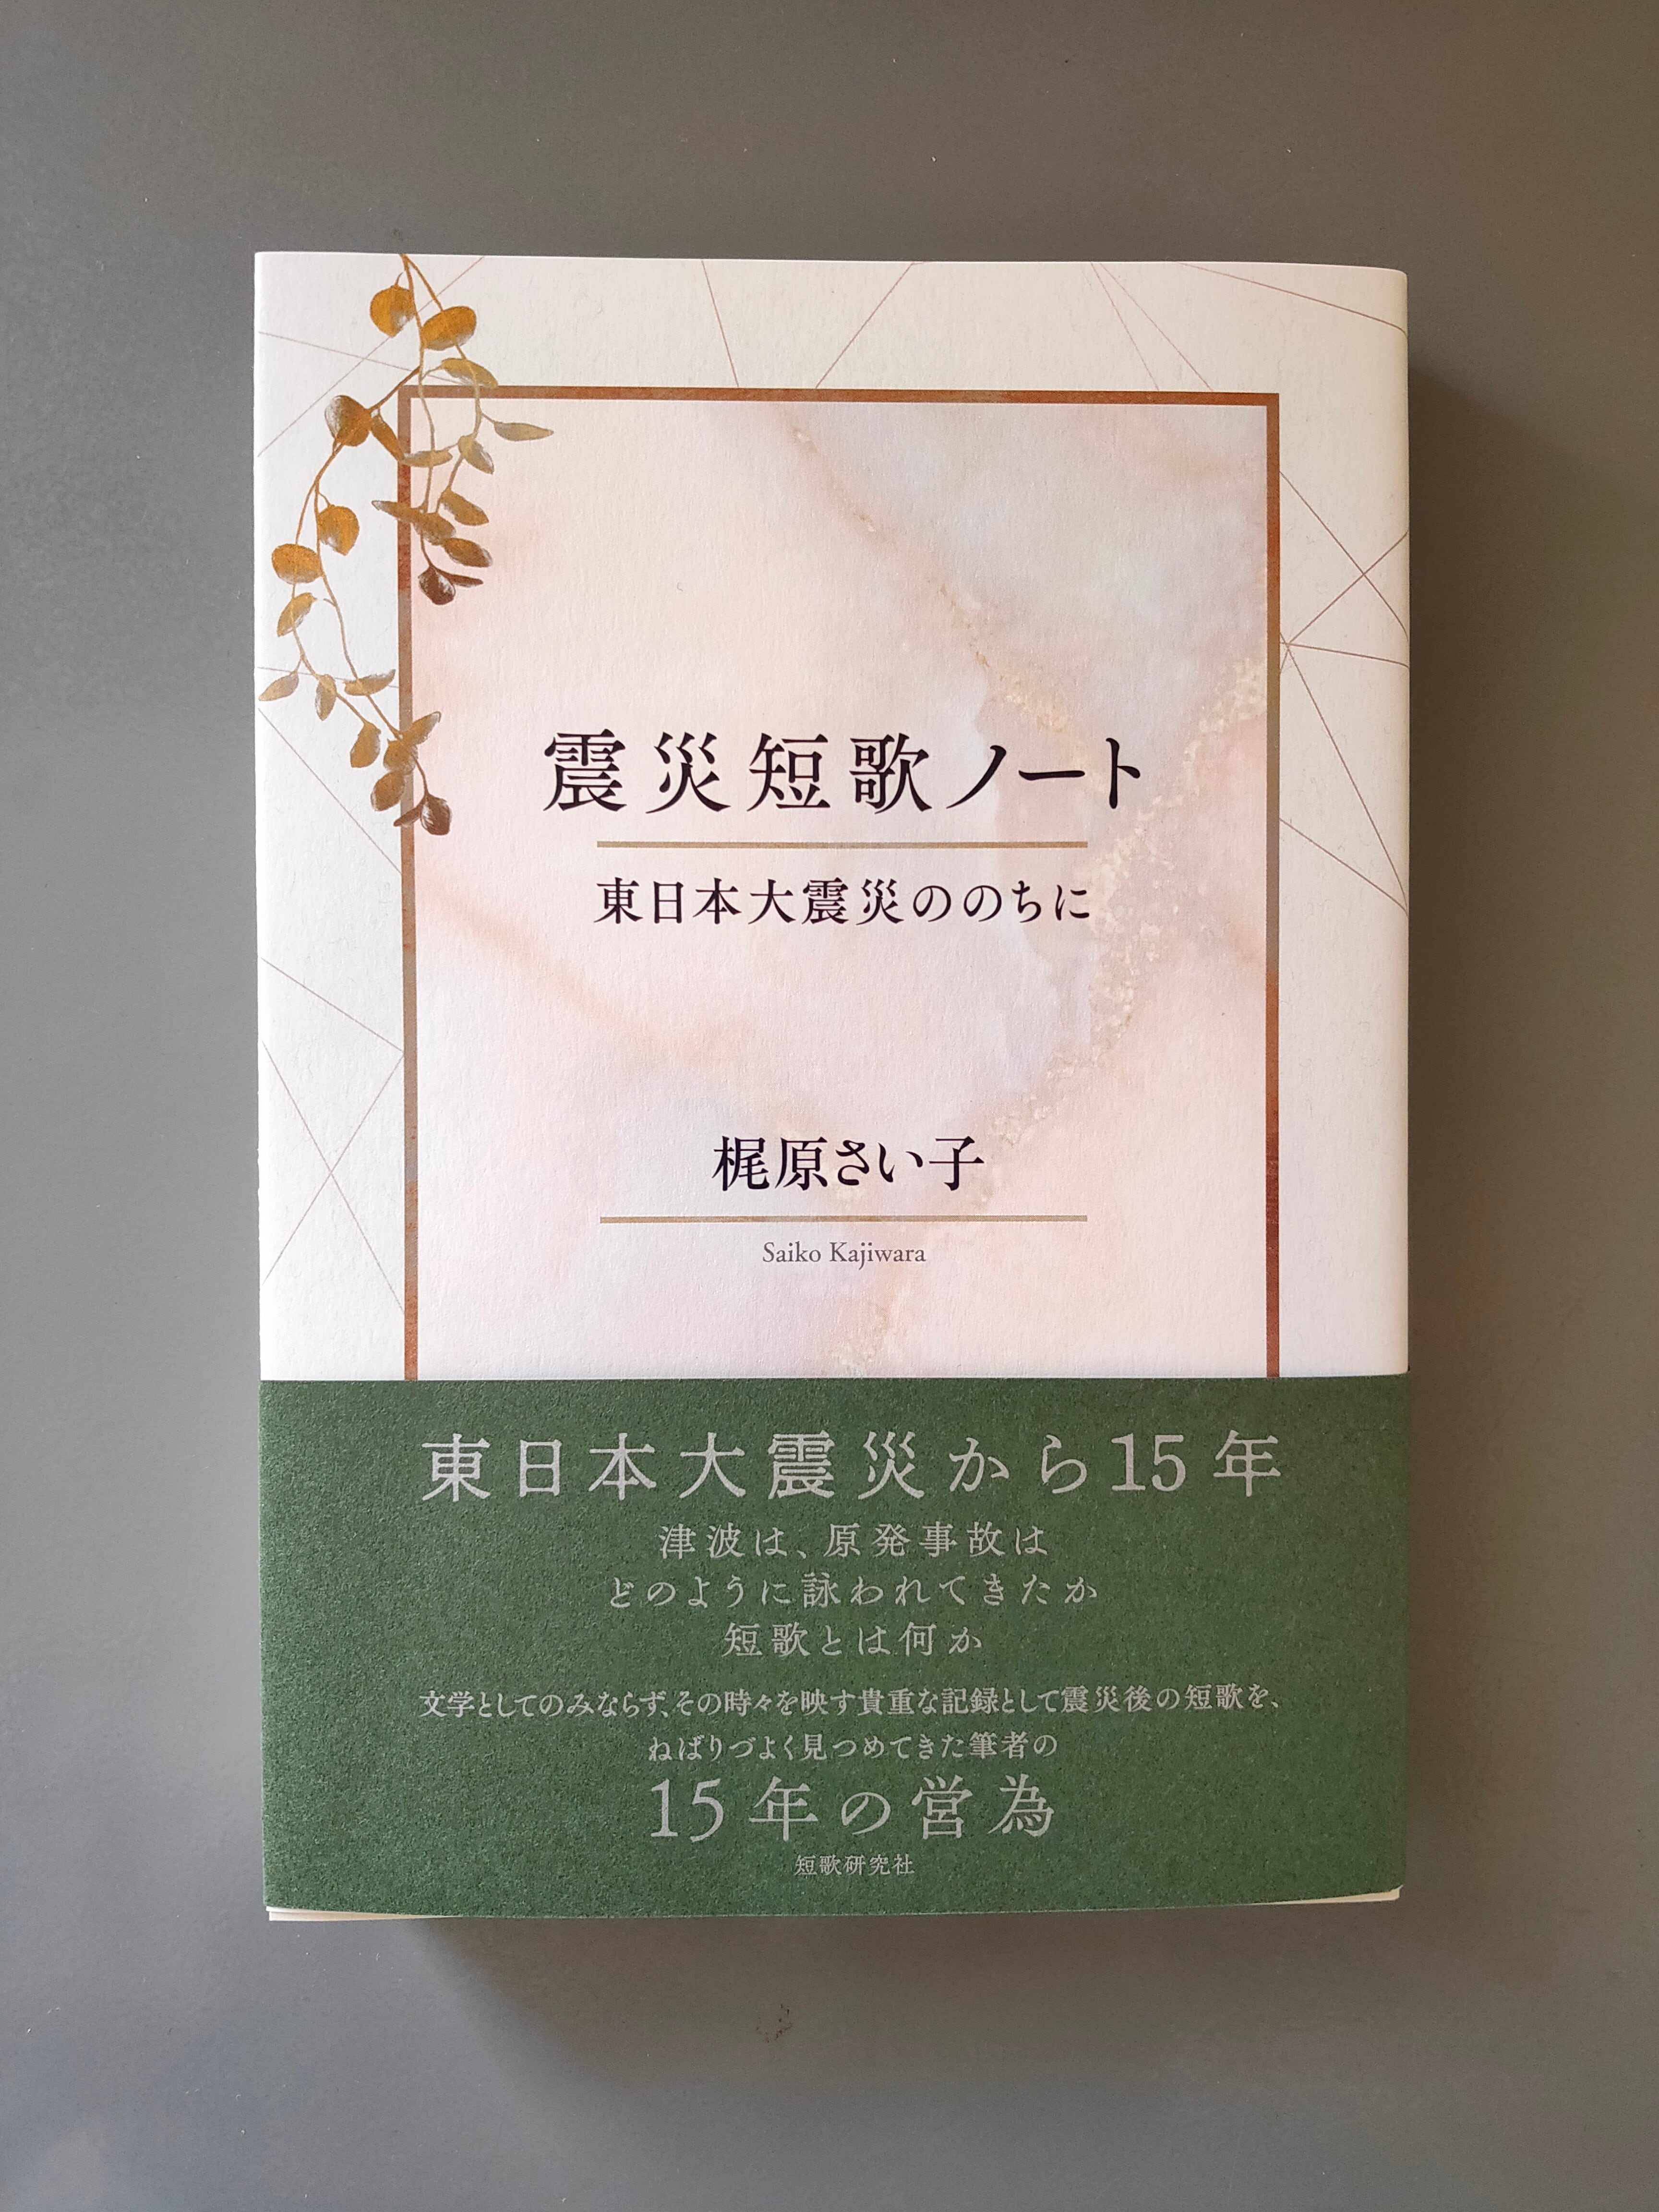 震災短歌ノート
東日本大震災ののちに
梶原さい子
Saiko Kajiwara
東日本大震災から15年
津波は、原発事故は
どのように詠われてきたか
短歌とは何か
文学としてのみならず、その時々を映す貴重な記録として震災後の短歌を、
ねばりづよく見つめてきた筆者の
15年の営為
短歌研究社